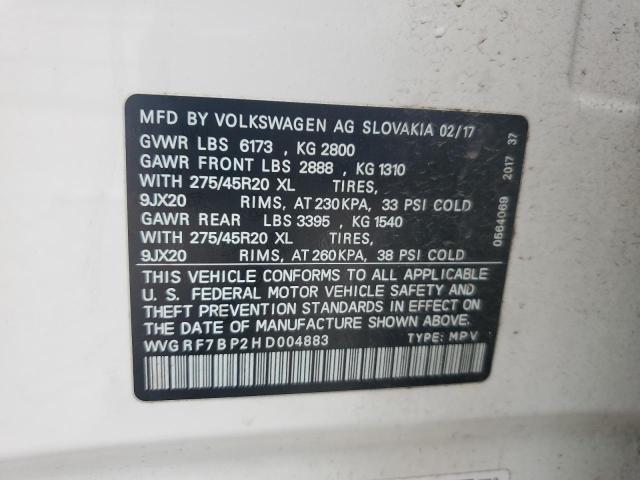 MFD BY VOLKSWAGEN AG SLOVAKIA 02/17
GVWR LBS 6173 , KG 2800
GAWR FRONT LBS 2888 , KG 1310
WITH 275/45R20 XL TIRES,
9JX20 RIMS, AT 230KPA, 33 PSI COLD
GAWR REAR LBS 3395 , KG 1540
WITH 275/45R20 XL TIRES,
9JX20 RIMS, AT 260KPA, 38 PSI COLD
THIS VEHICLE CONFORMS TO ALL APPLICABLE
U. S. FEDERAL MOTOR VEHICLE SAFETY AND
THEFT PREVENTION STANDARDS IN EFFECT ON
THE DATE OF MANUFACTURE SHOWN ABOVE.
WVGRF7BP2HD004883 TYPE: MPV
0564069 2017 37